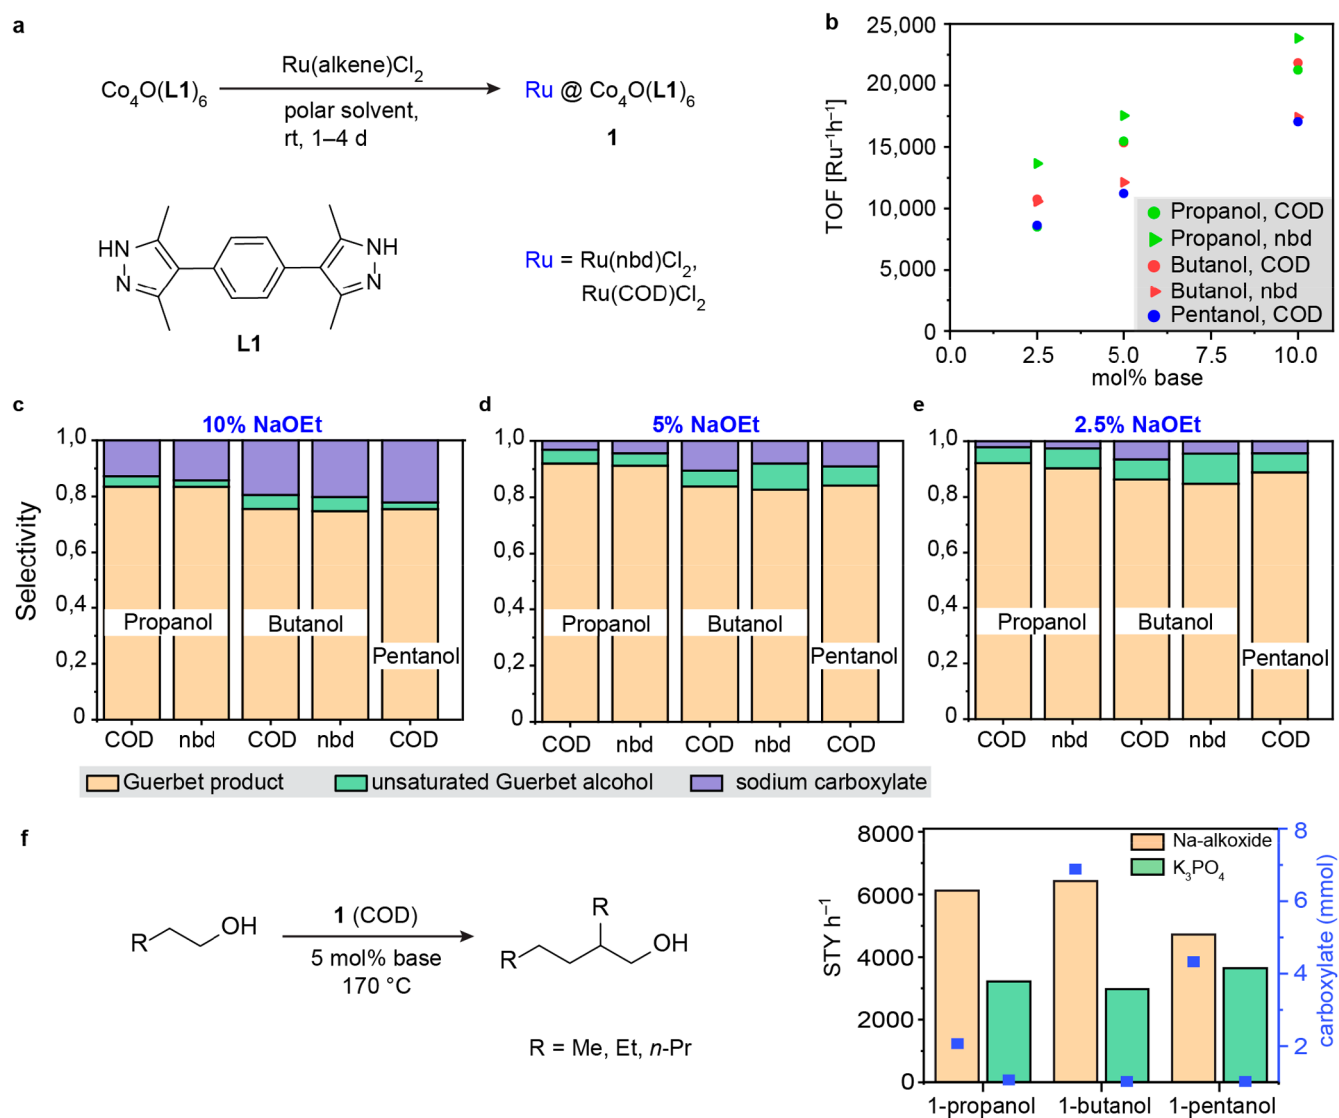 a
Co₄O(L1)₆
Ru(alkene)Cl₂
polar solvent,
rt, 1–4 d
Ru @ Co₄O(L1)₆
1
HN
N
NH
N
L1
Ru = Ru(nbd)Cl₂,
Ru(COD)Cl₂
b
TOF [Ru⁻¹h⁻¹]
25,000
20,000
15,000
10,000
5,000
0
0.0 2.5 5.0 7.5 10.0
mol% base
Propanol, COD
Propanol, nbd
Butanol, COD
Butanol, nbd
Pentanol, COD
c
10% NaOEt
Selectivity
1,0
0,8
0,6
0,4
0,2
0
Propanol
Butanol
Pentanol
COD nbd COD nbd COD
d
5% NaOEt
1,0
0,8
0,6
0,4
0,2
0
Propanol
Butanol
Pentanol
COD nbd COD nbd COD
e
2.5% NaOEt
1,0
0,8
0,6
0,4
0,2
0
Propanol
Butanol
Pentanol
COD nbd COD nbd COD
Guerbet product unsaturated Guerbet alcohol sodium carboxylate
f
R
OH
1 (COD)
5 mol% base
170 °C
R
R
OH
R = Me, Et, n-Pr
STY h⁻¹
8000
6000
4000
2000
0
Na-alkoxide
K₃PO₄
8
6
4
2
carboxylate (mmol)
1-propanol 1-butanol 1-pentanol